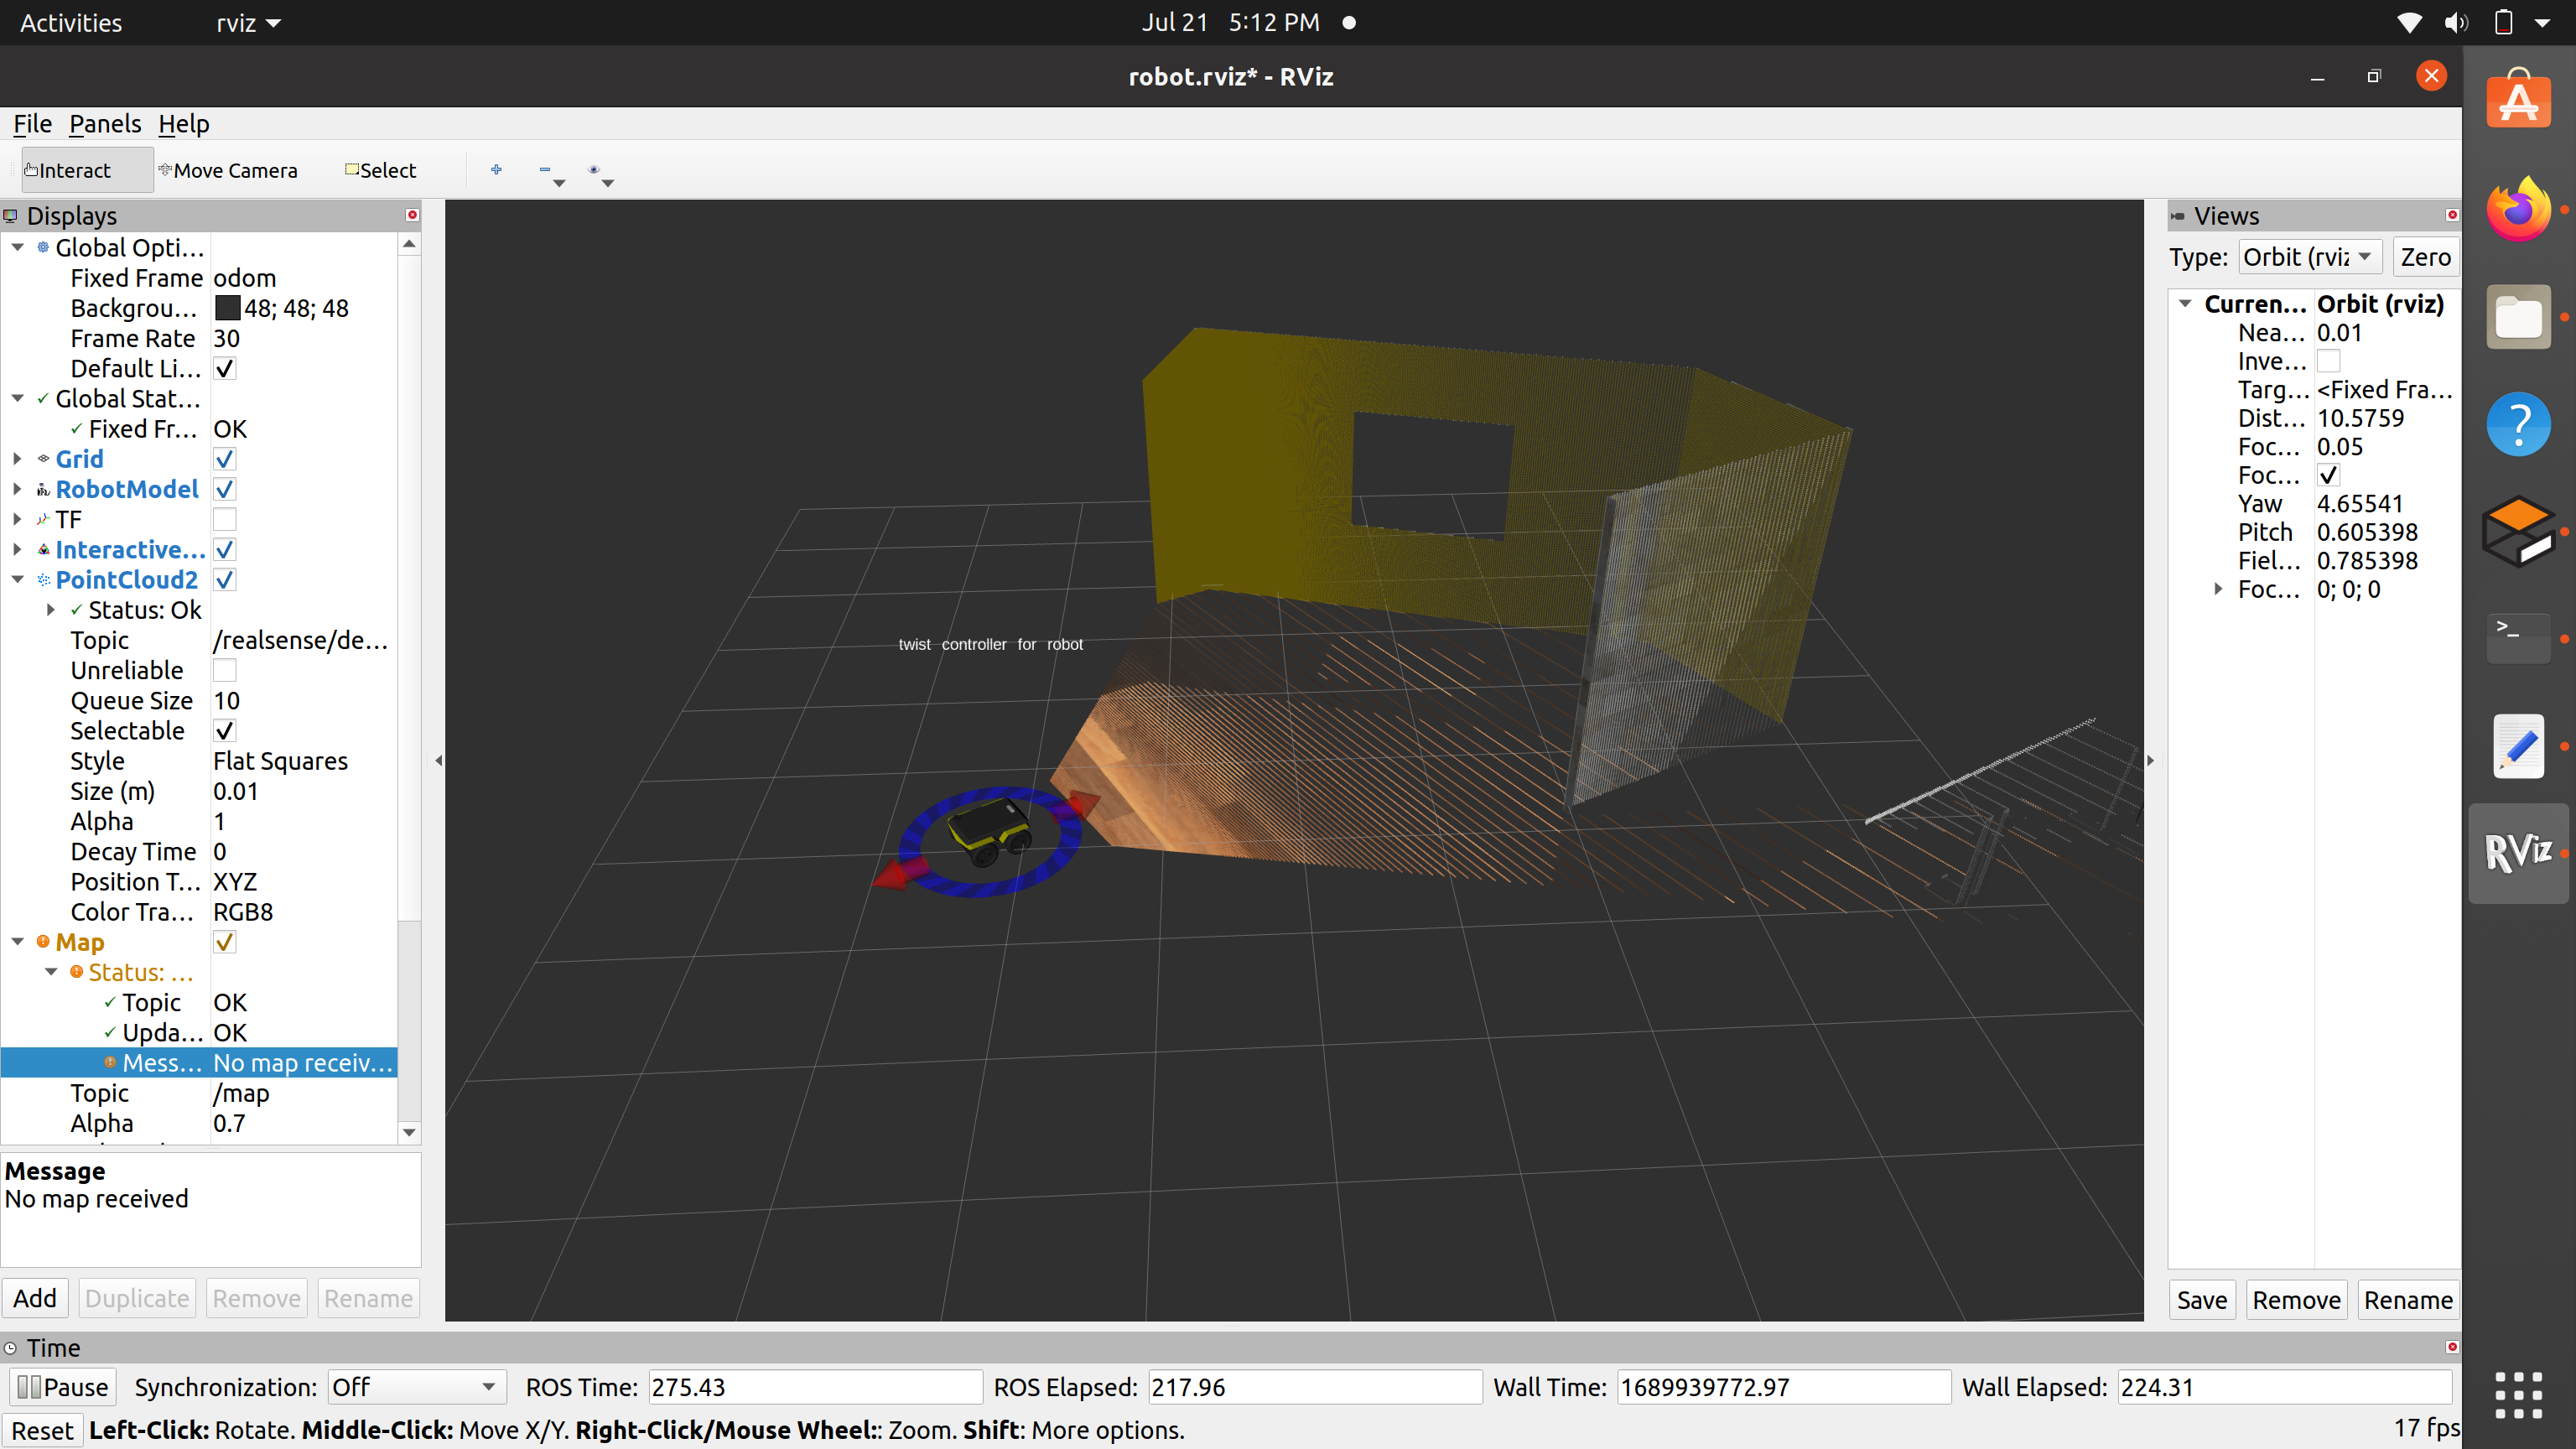 Activities rviz Jul 21 5:12 PM
robot.rviz* - RViz
File Panels Help
Interact Move Camera Select
Displays
Global Opti...
Fixed Frame odom
Backgrou... 48; 48; 48
Frame Rate 30
Default Li...
Global Stat...
Fixed Fr... OK
Grid
RobotModel
TF
Interactive...
PointCloud2
Status: Ok
Topic /realsense/de...
Unreliable
Queue Size 10
Selectable
Style Flat Squares
Size (m) 0.01
Alpha 1
Decay Time 0
Position T... XYZ
Color Tra... RGB8
Map
Status: ...
Topic OK
Upda... OK
Mess... No map receiv...
Topic /map
Alpha 0.7
Message
No map received
Add Duplicate Remove Rename
twist controller for robot
Views
Type: Orbit (rviz Zero
Curren... Orbit (rviz)
Nea... 0.01
Inve...
Targ... <Fixed Fra...
Dist... 10.5759
Foc... 0.05
Foc...
Yaw 4.65541
Pitch 0.605398
Fiel... 0.785398
Foc... 0; 0; 0
Save Remove Rename
RViz
Time
Pause Synchronization: Off ROS Time: 275.43 ROS Elapsed: 217.96 Wall Time: 1689939772.97 Wall Elapsed: 224.31
Reset Left-Click: Rotate. Middle-Click: Move X/Y. Right-Click/Mouse Wheel:: Zoom. Shift: More options. 17 fps